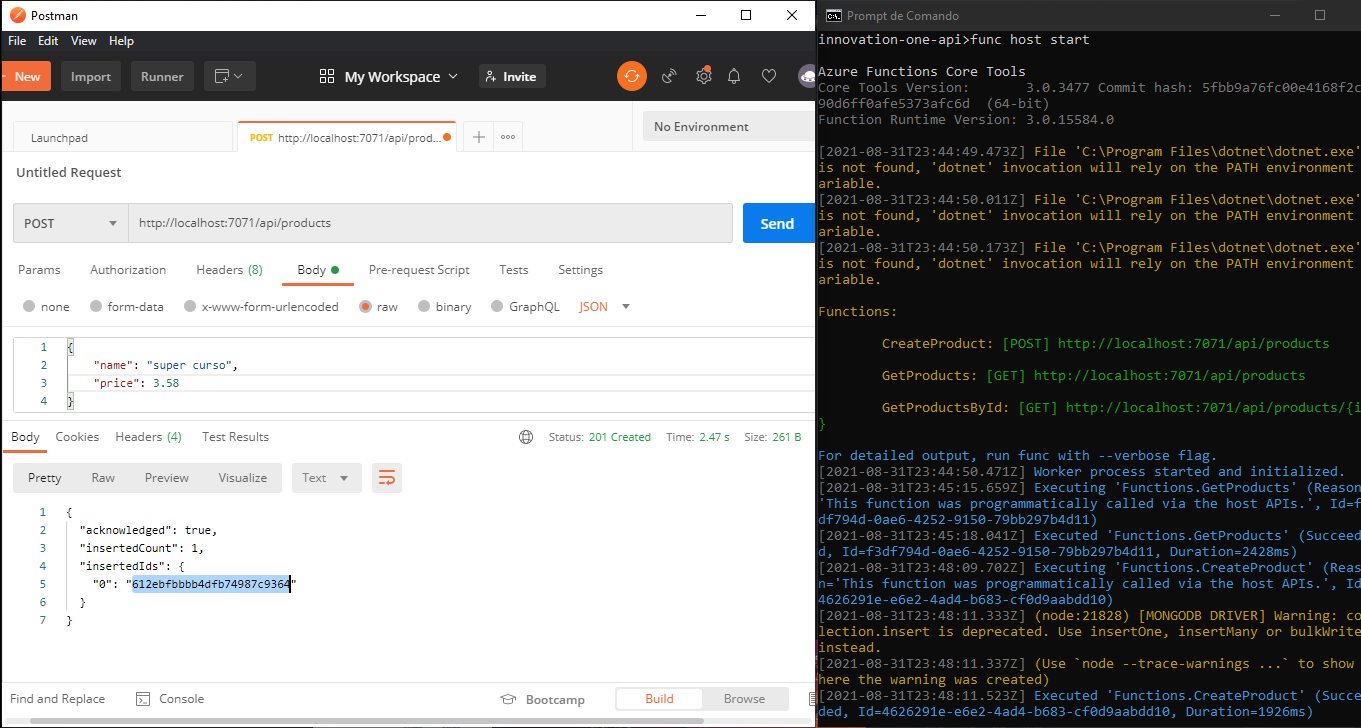 Postman
File Edit View Help
New Import Runner My Workspace Invite
Launchpad
POST http://localhost:7071/api/prod...
No Environment
Untitled Request
POST http://localhost:7071/api/products Send
Params Authorization Headers (8) Body Pre-request Script Tests Settings
none form-data x-www-form-urlencoded raw binary GraphQL JSON
1 {
2 "name": "super curso",
3 "price": 3.58
4 }
Body Cookies Headers (4) Test Results Status: 201 Created Time: 2.47 s Size: 261 B
Pretty Raw Preview Visualize Text
1 {
2 "acknowledged": true,
3 "insertedCount": 1,
4 "insertedIds": {
5 "0": "612ebfbbbb4dfb74987c9364"
6 }
7 }
Find and Replace Console Bootcamp Build Browse
Prompt de Comando
innovation-one-api>func host start
Azure Functions Core Tools
Core Tools Version: 3.0.3477 Commit hash: 5fbb9a76fc00e4168f2c
90d6ff0afe5373afc6d (64-bit)
Function Runtime Version: 3.0.15584.0
[2021-08-31T23:44:49.473Z] File 'C:\Program Files\dotnet\dotnet.exe'
is not found, 'dotnet' invocation will rely on the PATH environment
ariable.
[2021-08-31T23:44:50.011Z] File 'C:\Program Files\dotnet\dotnet.exe'
is not found, 'dotnet' invocation will rely on the PATH environment
ariable.
[2021-08-31T23:44:50.173Z] File 'C:\Program Files\dotnet\dotnet.exe'
is not found, 'dotnet' invocation will rely on the PATH environment
ariable.
Functions:
CreateProduct: [POST] http://localhost:7071/api/products
GetProducts: [GET] http://localhost:7071/api/products
GetProductsById: [GET] http://localhost:7071/api/products/{i
}
For detailed output, run func with --verbose flag.
[2021-08-31T23:44:50.471Z] Worker process started and initialized.
[2021-08-31T23:45:15.659Z] Executing 'Functions.GetProducts' (Reason
'This function was programmatically called via the host APIs.', Id=f
df794d-0ae6-4252-9150-79bb297b4d11)
[2021-08-31T23:45:18.041Z] Executed 'Functions.GetProducts' (Succeed
d, Id=f3df794d-0ae6-4252-9150-79bb297b4d11, Duration=2428ms)
[2021-08-31T23:48:09.702Z] Executing 'Functions.CreateProduct' (Reas
n='This function was programmatically called via the host APIs.', Id
4626291e-e6e2-4ad4-b683-cf0d9aabdd10)
[2021-08-31T23:48:11.333Z] (node:21828) [MONGODB DRIVER] Warning: co
lection.insert is deprecated. Use insertOne, insertMany or bulkWrite
instead.
[2021-08-31T23:48:11.337Z] (Use `node --trace-warnings ...` to show
here the warning was created)
[2021-08-31T23:48:11.523Z] Executed 'Functions.CreateProduct' (Succe
ded, Id=4626291e-e6e2-4ad4-b683-cf0d9aabdd10, Duration=1926ms)